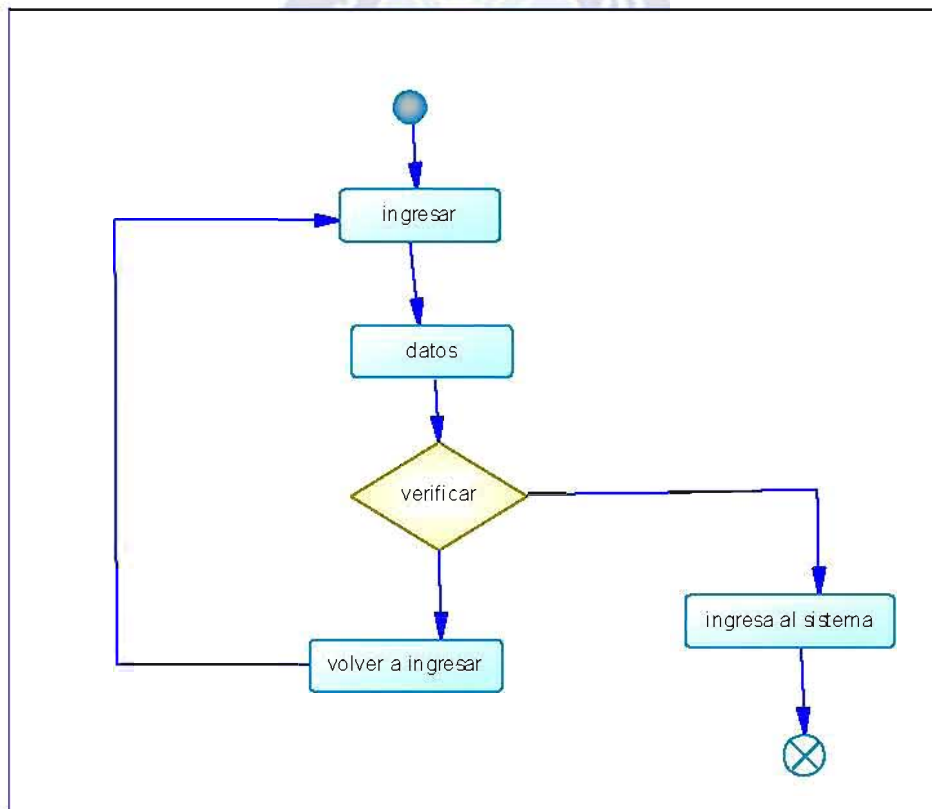 ingresar
datos
verificar
volver a ingresar
ingresa al sistema